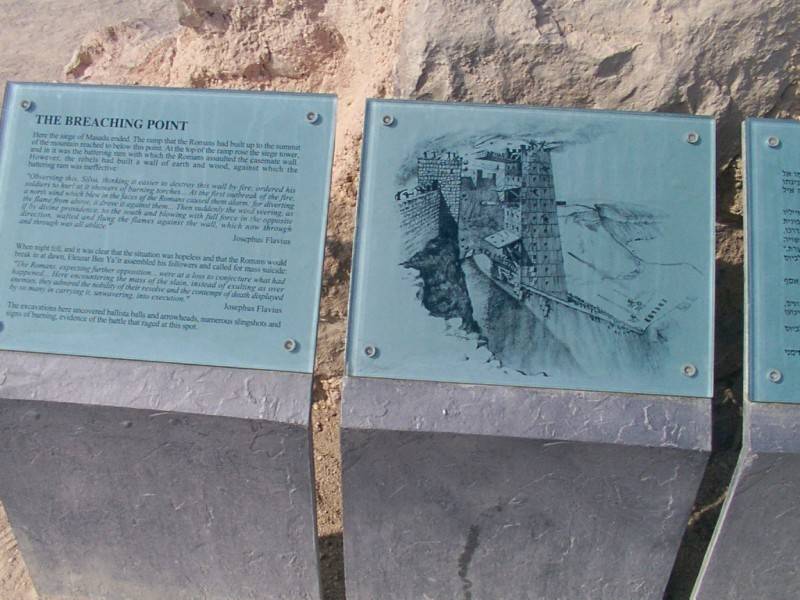 THE BREACHING POINT
Here the siege of Masada ended. The ramp that the Romans had built up to the summit
of the mountain reached to below this point. At the top of the ramp rose the siege tower,
and in it was the battering ram with which the Romans assaulted the casemate wall.
However, the rebels had built a wall of earth and wood, against which the
battering ram was ineffective:
"Observing this, Silva, thinking it easier to destroy this wall by fire, ordered his
soldiers to hurl at it showers of burning torches... At the first outbreak of the fire,
a north wind which blew in the faces of the Romans caused them alarm, for diverting
the flame from above, it drove it against them... Then suddenly the wind veering, as
if by divine providence, to the south and blowing with full force in the opposite
direction, wafted and flung the flames against the wall, which now through
and through was all ablaze."
Josephus Flavius
When night fell, and it was clear that the situation was hopeless and that the Romans would
break in at dawn, Eleazar Ben Ya'ir assembled his followers and called for mass suicide:
"The Romans, expecting further opposition... were at a loss to conjecture what had
happened... Here encountering the mass of the slain, instead of exulting as over
enemies, they admired the nobility of their resolve and the contempt of death displayed
by so many in carrying it, unwavering, into execution."
Josephus Flavius
The excavations here uncovered ballista balls and arrowheads, numerous slingshots and
signs of burning, evidence of the battle that raged at this spot.